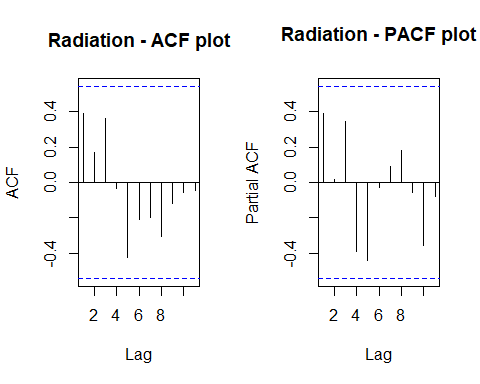 Radiation - ACF plot
ACF
-0.4 0.0 0.2 0.4
2 4 6 8
Lag
Radiation - PACF plot
Partial ACF
-0.4 0.0 0.2 0.4
2 4 6 8
Lag